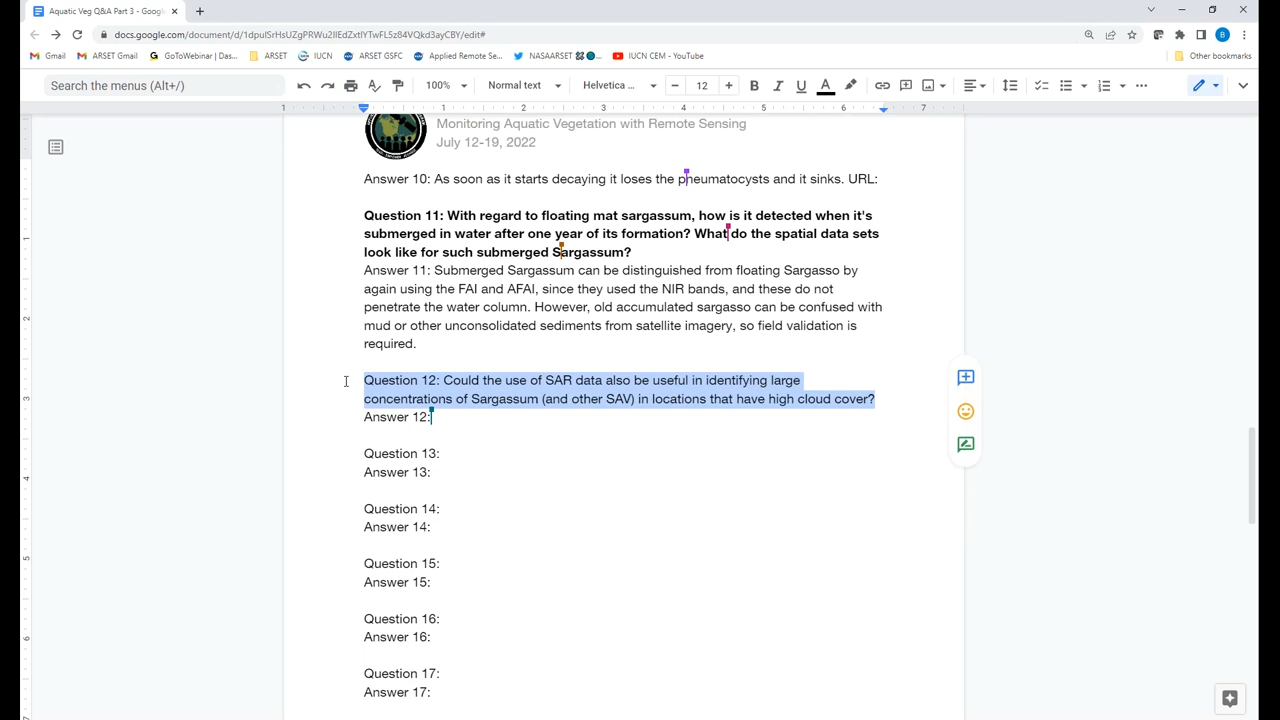 Aquatic Veg Q&A Part 3 - Googl
docs.google.com/document/d/1dpulSrHsUZgPRWu2IIEdZxtlYTwFL5z84VQkd3ayCBY/edit#
B
Gmail
ARSET Gmail
GoToWebinar | Das...
ARSET
IUCN
ARSET GSFC
Applied Remote Se...
NASAARSET
IUCN CEM - YouTube
Other bookmarks
Search the menus (Alt+/)
100%
Normal text
Helvetica ...
12
B
I
U
A
1 1 2 3 4 5 6 7
Monitoring Aquatic Vegetation with Remote Sensing
July 12-19, 2022
Answer 10: As soon as it starts decaying it loses the pneumatocysts and it sinks. URL:
Question 11: With regard to floating mat sargassum, how is it detected when it's
submerged in water after one year of its formation? What do the spatial data sets
look like for such submerged Sargassum?
Answer 11: Submerged Sargassum can be distinguished from floating Sargasso by
again using the FAI and AFAI, since they used the NIR bands, and these do not
penetrate the water column. However, old accumulated sargasso can be confused with
mud or other unconsolidated sediments from satellite imagery, so field validation is
required.
Question 12: Could the use of SAR data also be useful in identifying large
concentrations of Sargassum (and other SAV) in locations that have high cloud cover?
Answer 12:
Question 13:
Answer 13:
Question 14:
Answer 14:
Question 15:
Answer 15:
Question 16:
Answer 16:
Question 17:
Answer 17: